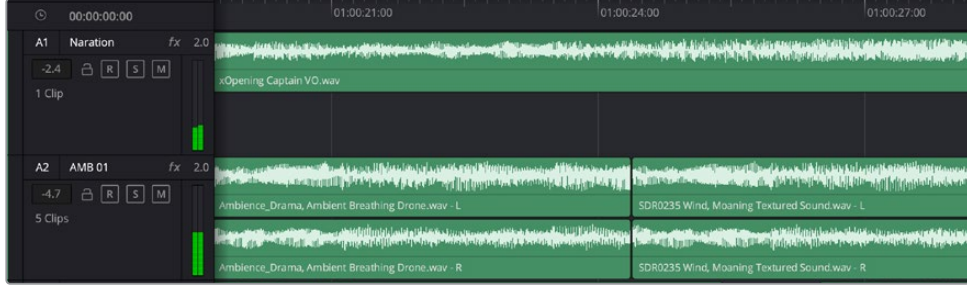 00:00:00:00 01:00:21:00 01:00:24:00 01:00:27:00
A1 Naration fx 2.0
-2.4 R S M
xOpening Captain VO.wav
1 Clip
A2 AMB 01 fx 2.0
-4.7 R S M
Ambience_Drama, Ambient Breathing Drone.wav - L SDR0235 Wind, Moaning Textured Sound.wav - L
5 Clips
Ambience_Drama, Ambient Breathing Drone.wav - R SDR0235 Wind, Moaning Textured Sound.wav - R